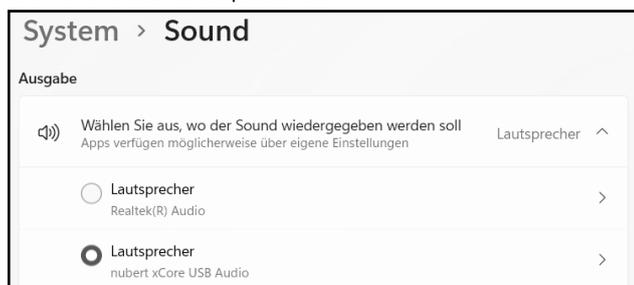 System > Sound
Ausgabe
Wählen Sie aus, wo der Sound wiedergegeben werden soll
Lautsprecher
Apps verfügen möglicherweise über eigene Einstellungen
Lautsprecher
Realtek(R) Audio
Lautsprecher
nubert xCore USB Audio